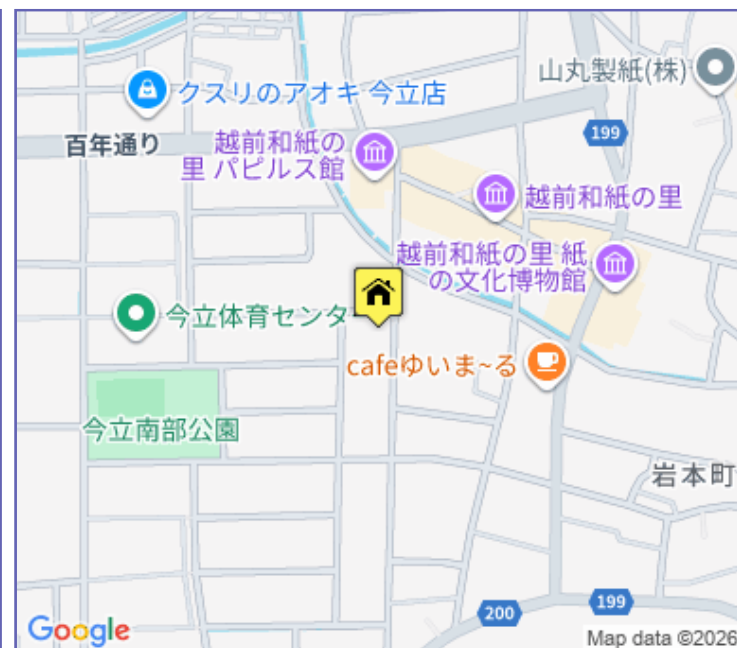 山丸製紙(株)
クスリのアオキ 今立店
199
百年通り
越前和紙の
里 パピルス館
越前和紙の里
越前和紙の里 紙
の文化博物館
今立体育センター
cafeゆいま~る
今立南部公園
岩本町
200
199
Google
Map data ©2026